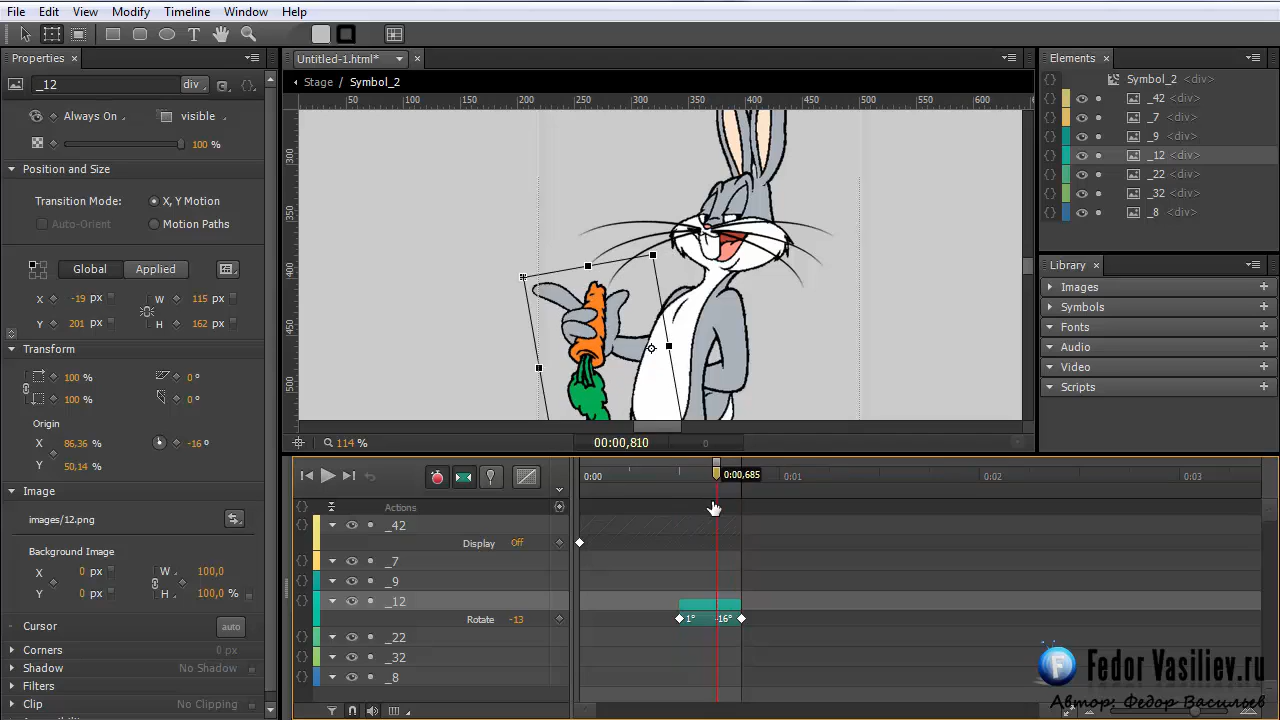 File Edit View Modify Timeline Window Help
Properties
_12 div
Always On visible
100 %
Position and Size
Transition Mode: X, Y Motion
Auto-Orient Motion Paths
Global Applied
X -19 px W 115 px
Y 201 px H 162 px
Transform
100 % 0 °
100 % 0 °
Origin
X 86,36 % -16 °
Y 50,14 %
Image
images/12.png
Background Image
X 0 px W 100,0
Y 0 px H 100,0 %
Cursor auto
Corners 0 px
Shadow No Shadow
Filters
Clipping No Clipping
Untitled-1.html*
Stage / Symbol_2
50 100 150 200 250 300 350 400 450 500 550 600
300
350
400
450
500
114 % 00:00,810 0
0:00 0:00,685 0:01 0:02 0:03
Actions
_42
Display Off
_7
_9
_12
Rotate -13 1° -16°
_22
_32
_8
Elements
Symbol_2 <div>
_42 <div>
_7 <div>
_9 <div>
_12 <div>
_22 <div>
_32 <div>
_8 <div>
Library
Images
Symbols
Fonts
Audio
Video
Scripts
Fedor Vasiliev.ru
Автор: Федор Васильев